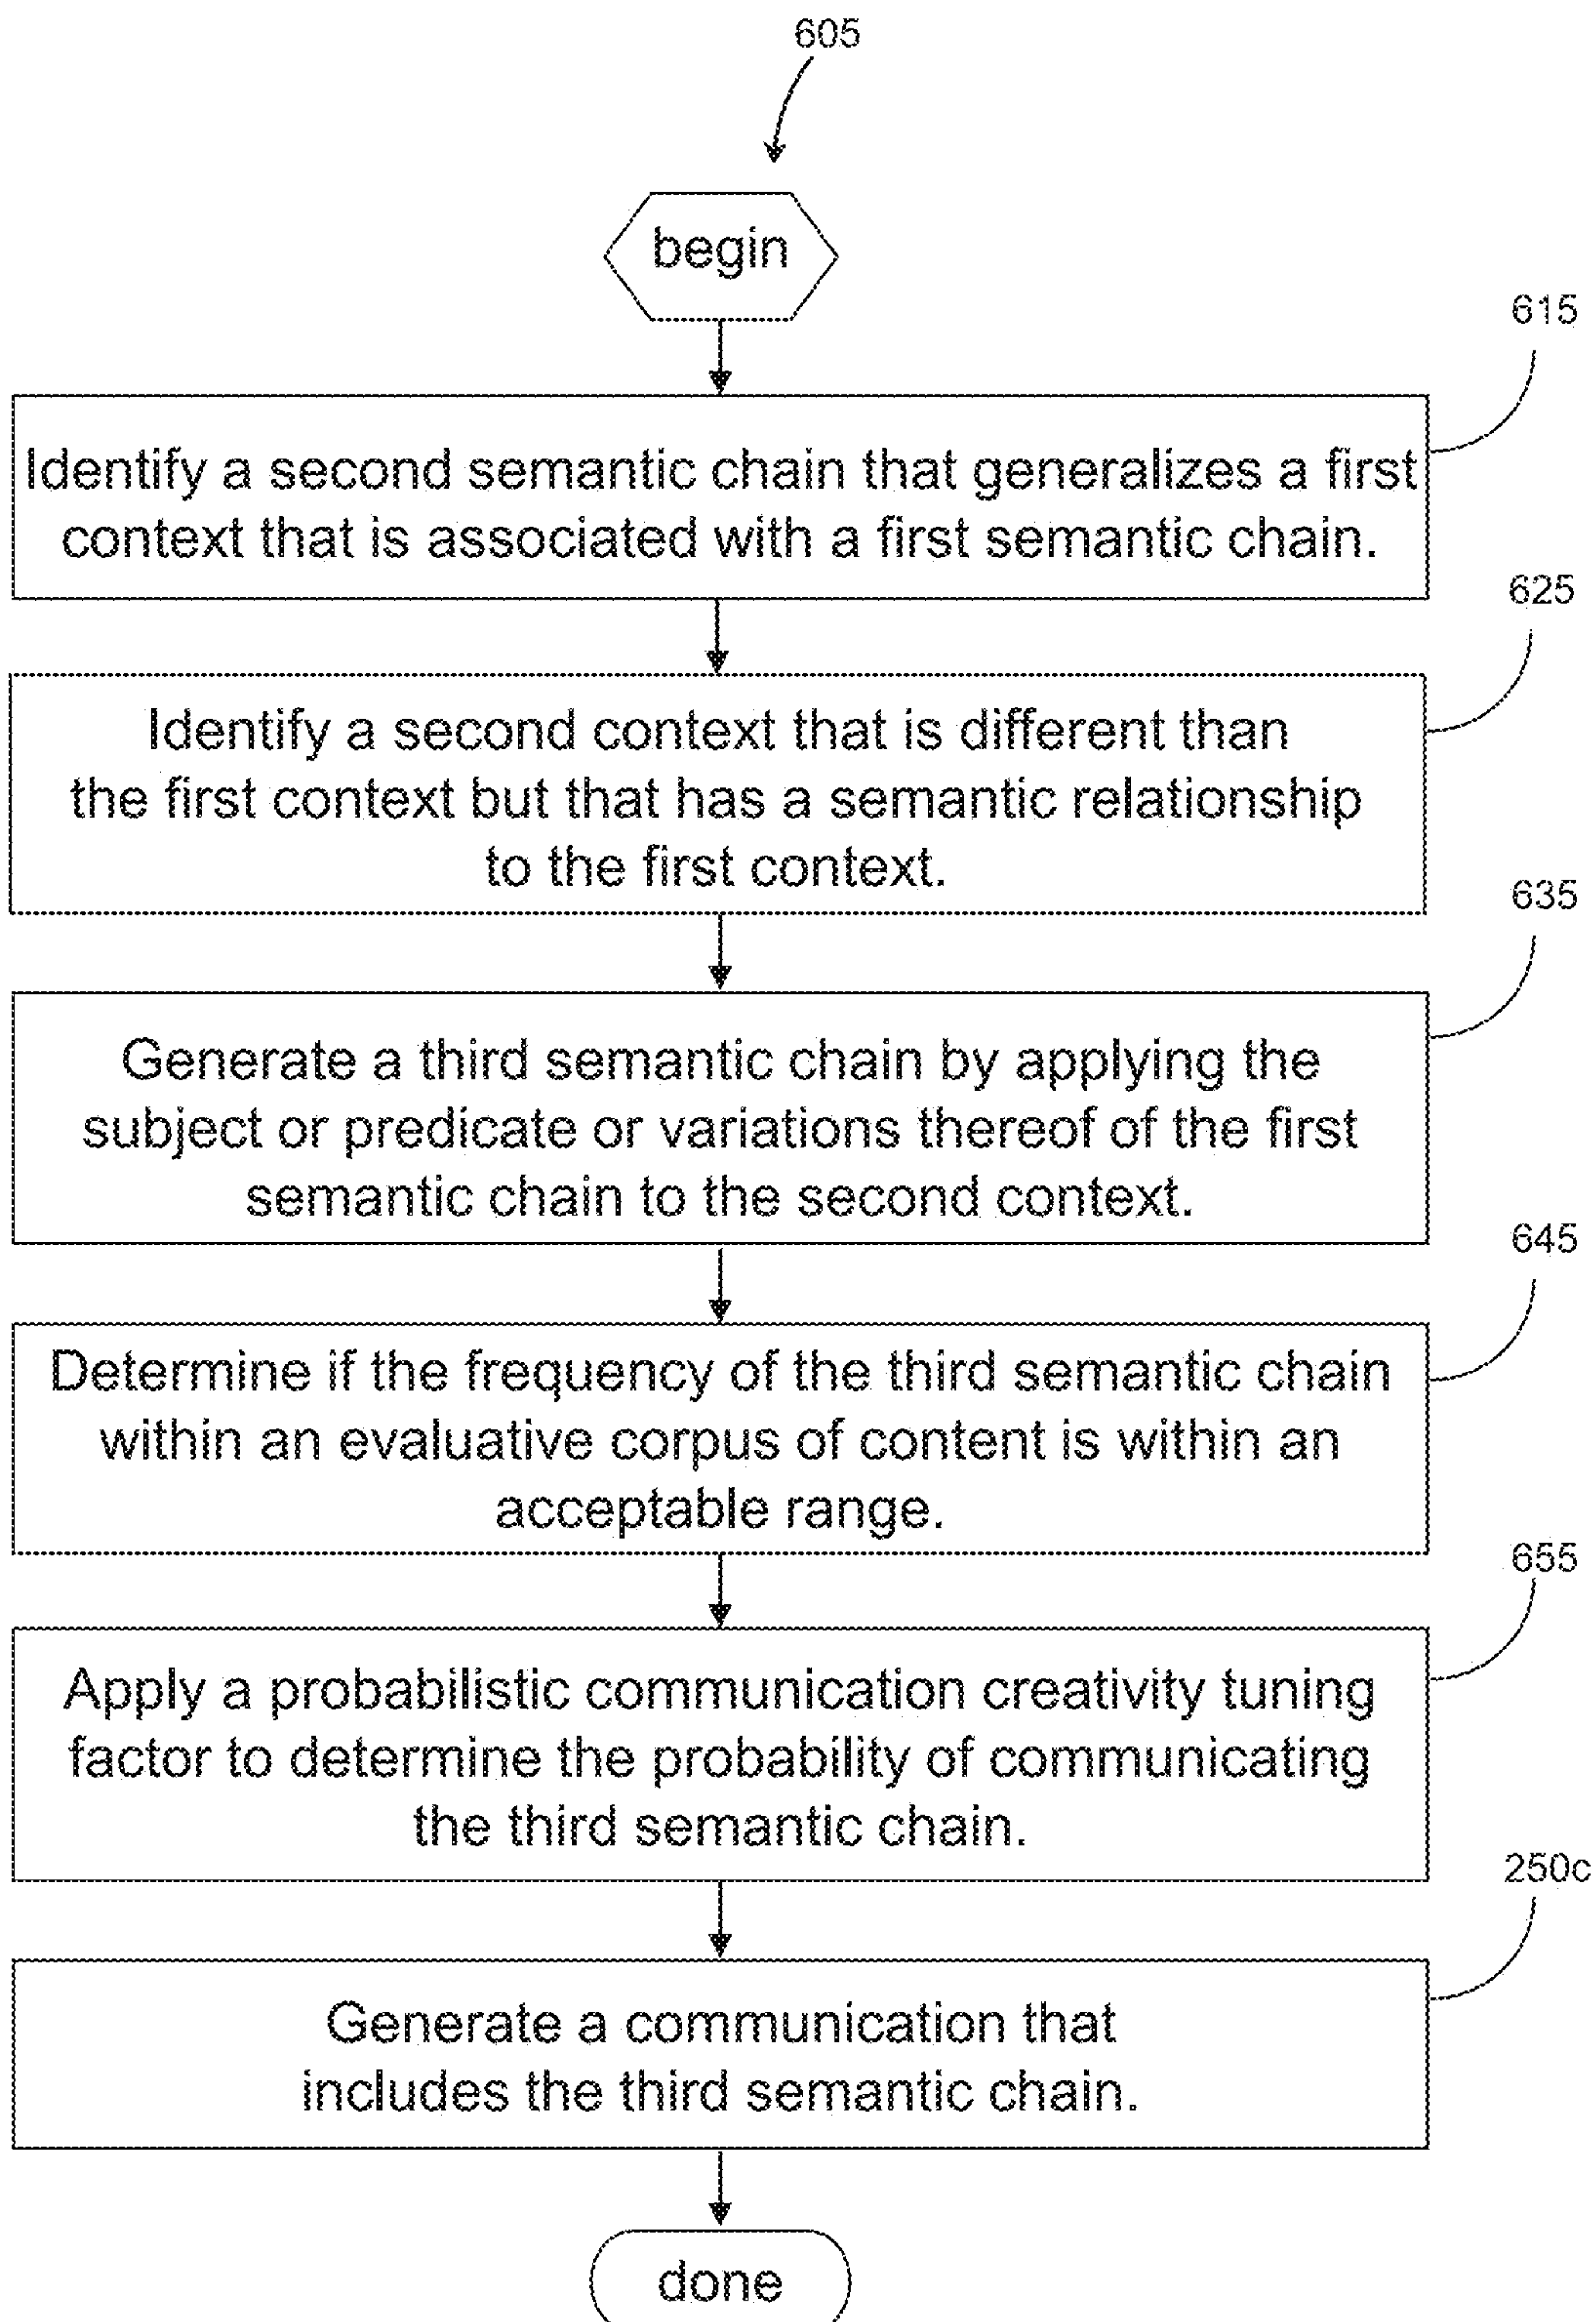 605
begin
615
Identify a second semantic chain that generalizes a first
context that is associated with a first semantic chain.
625
Identify a second context that is different than
the first context but that has a semantic relationship
to the first context.
635
Generate a third semantic chain by applying the
subject or predicate or variations thereof of the first
semantic chain to the second context.
645
Determine if the frequency of the third semantic chain
within an evaluative corpus of content is within an
acceptable range.
655
Apply a probabilistic communication creativity tuning
factor to determine the probability of communicating
the third semantic chain.
250c
Generate a communication that
includes the third semantic chain.
done